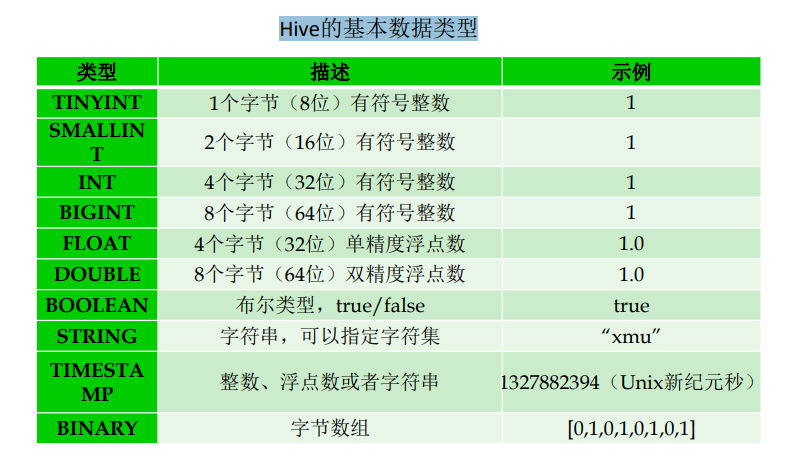 Hive的基本数据类型
类型 描述 示例
TINYINT 1个字节（8位）有符号整数 1
SMALLIN
T 2个字节（16位）有符号整数 1
INT 4个字节（32位）有符号整数 1
BIGINT 8个字节（64位）有符号整数 1
FLOAT 4个字节（32位）单精度浮点数 1.0
DOUBLE 8个字节（64位）双精度浮点数 1.0
BOOLEAN 布尔类型，true/false true
STRING 字符串，可以指定字符集 “xmu”
TIMESTA
MP 整数、浮点数或者字符串 1327882394（Unix新纪元秒）
BINARY 字节数组 [0,1,0,1,0,1,0,1]